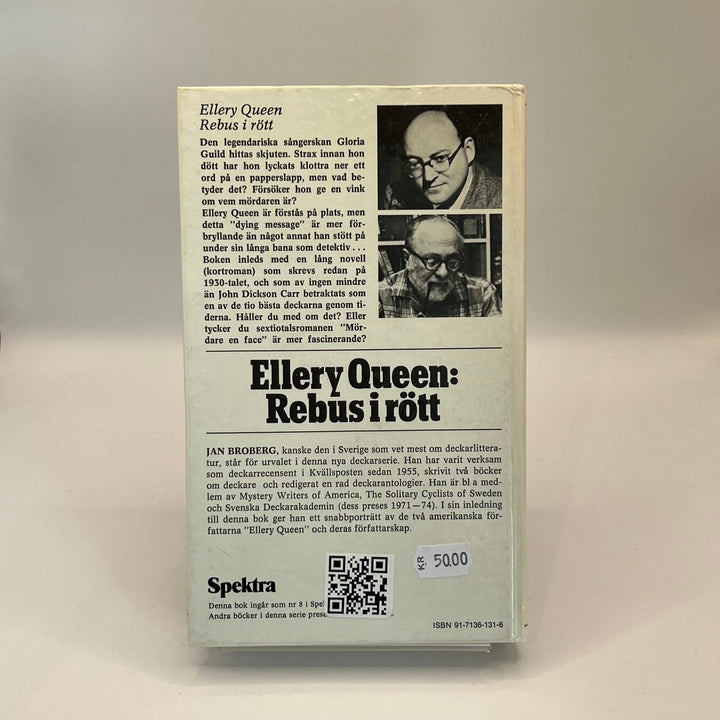 Ellery Queen
Rebus i rött
Den legendariska sångerskan Gloria
Guild hittas skjuten. Strax innan hon
dött har hon lyckats klottra ner ett
ord på en papperslapp, men vad be-
tyder det? Försöker hon ge en vink
om vem mördaren är?
Ellery Queen är förstås på plats, men
detta "dying message" är mer för-
bryllande än något annat han stött på
under sin långa bana som detektiv...
Boken inleds med en lång novell
(kortroman) som skrevs redan på
1930-talet, och som av ingen mindre
än John Dickson Carr betraktats som
en av de tio bästa deckarna genom ti-
derna. Håller du med om det? Eller
tycker du sextiotalsromanen "Mör-
dare en face" är mer fascinerande?
Ellery Queen:
Rebus i rött
JAN BROBERG, kanske den i Sverige som vet mest om deckarlittera-
tur, står för urvalet i denna nya deckarserie. Han har varit verksam
som deckarrecensent i Kvällsposten sedan 1955, skrivit två böcker
om deckare och redigerat en rad deckarantologier. Han är bl a med-
lem av Mystery Writers of America, The Solitary Cyclists of Sweden
och Svenska Deckarakademin (dess preses 1971—74). I sin inledning
till denna bok ger han ett snabbporträtt av de två amerikanska för-
fattarna "Ellery Queen" och deras författarskap.
KR 50.00
Spektra
Denna bok ingår som nr 8 i
Andra böcker i denna serie
ISBN 91-7136-131-6